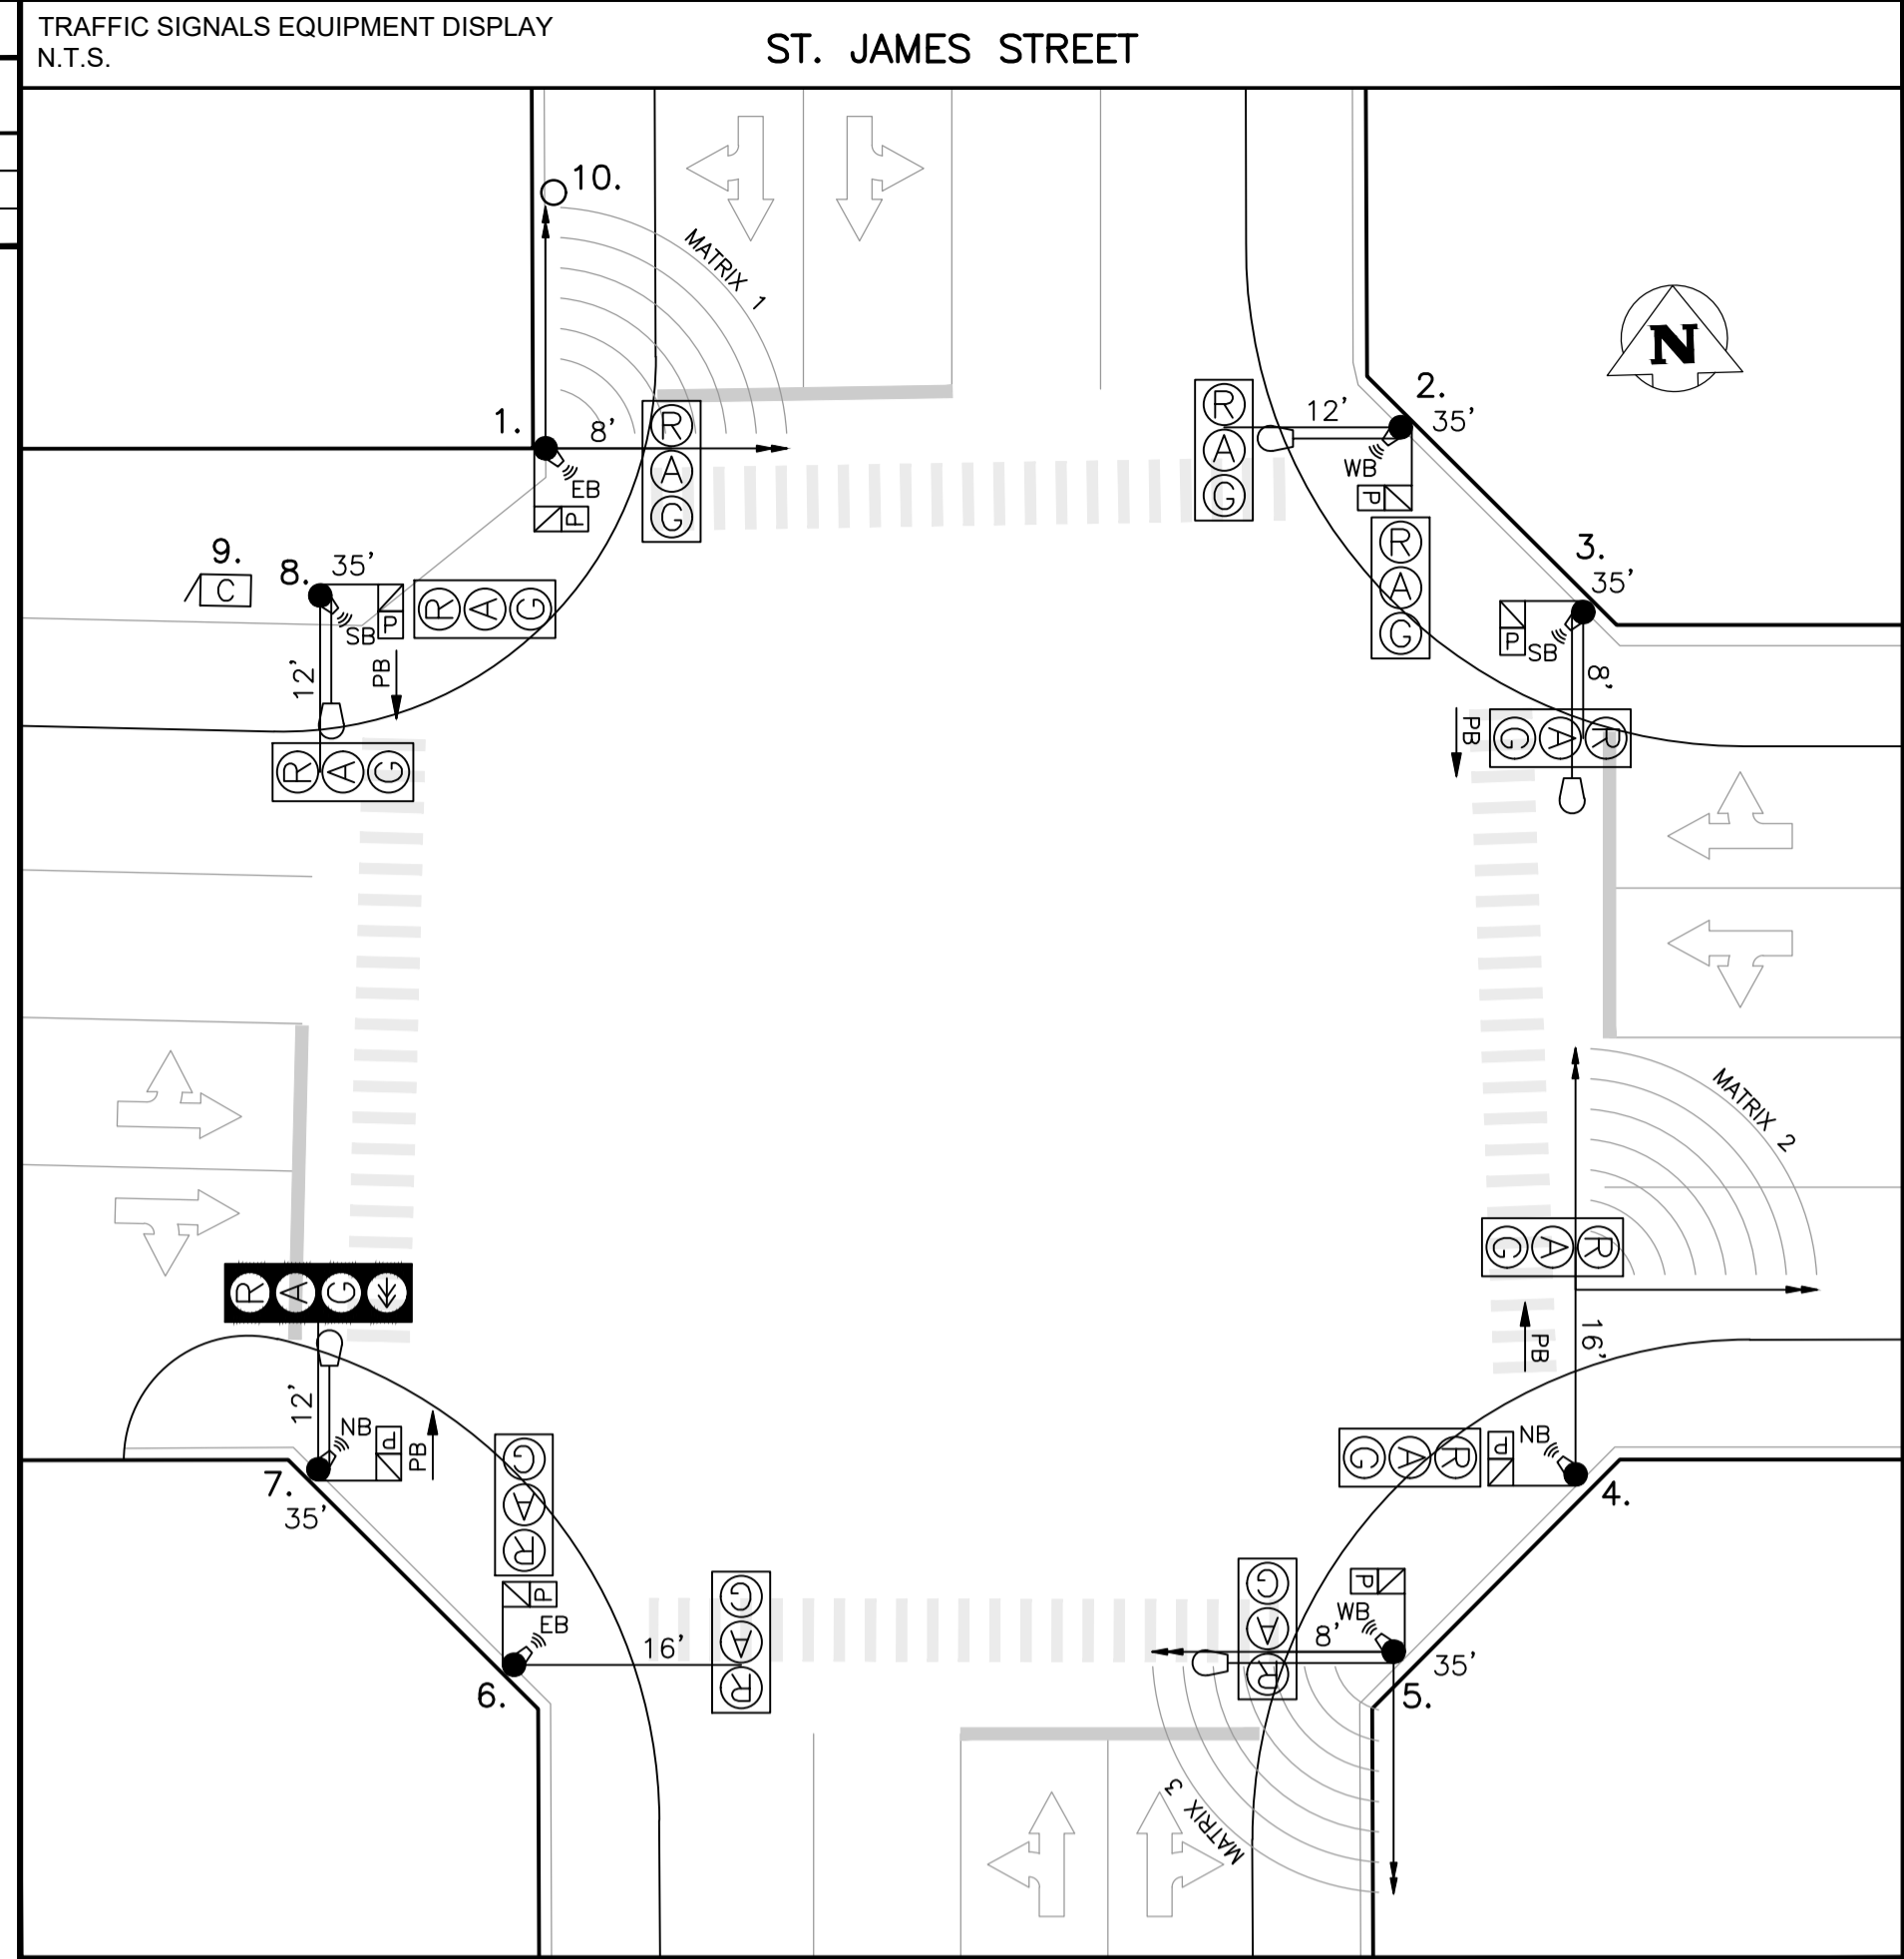 TRAFFIC SIGNALS EQUIPMENT DISPLAY
N.T.S.
ST. JAMES STREET
10.
MATRIX 1
N
1.
8'
R
A
G
EB
P
R
A
G
12'
2.
35'
WB
P
R
A
G
9.
C
8.
35'
SB
P
R A G
PB
12'
R A G
3.
35'
SB
P
8'
PB
G A R
MATRIX 2
G A R
16'
PB
R A G
12'
NB
P
PB
7.
35'
G
A
R
P
EB
6.
16'
G
A
R
G A R
P
NB
4.
G
A
R
P
WB
8'
35'
5.
MATRIX 3